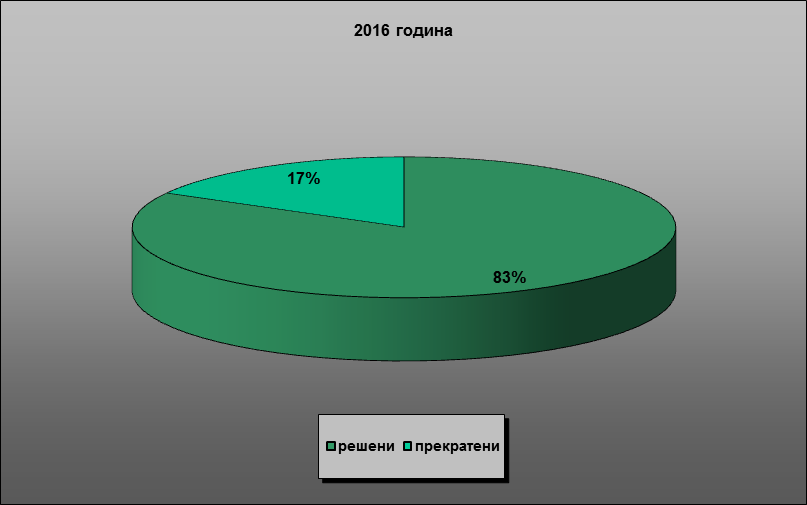 2016 година
17%
83%
решени прекратени